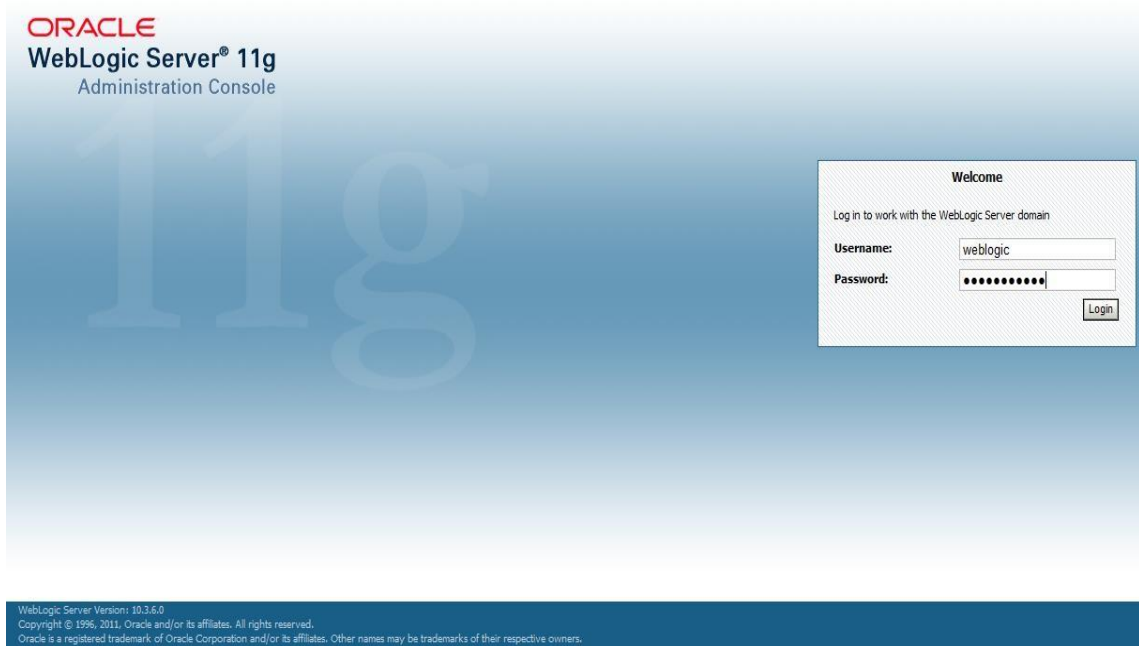 ORACLE
WebLogic Server® 11g
Administration Console
11g
Welcome
Log in to work with the WebLogic Server domain
Username: weblogic
Password: ●●●●●●●●●●●
Login
WebLogic Server Version: 10.3.6.0
Copyright © 1996, 2011, Oracle and/or its affiliates. All rights reserved.
Oracle is a registered trademark of Oracle Corporation and/or its affiliates. Other names may be trademarks of their respective owners.